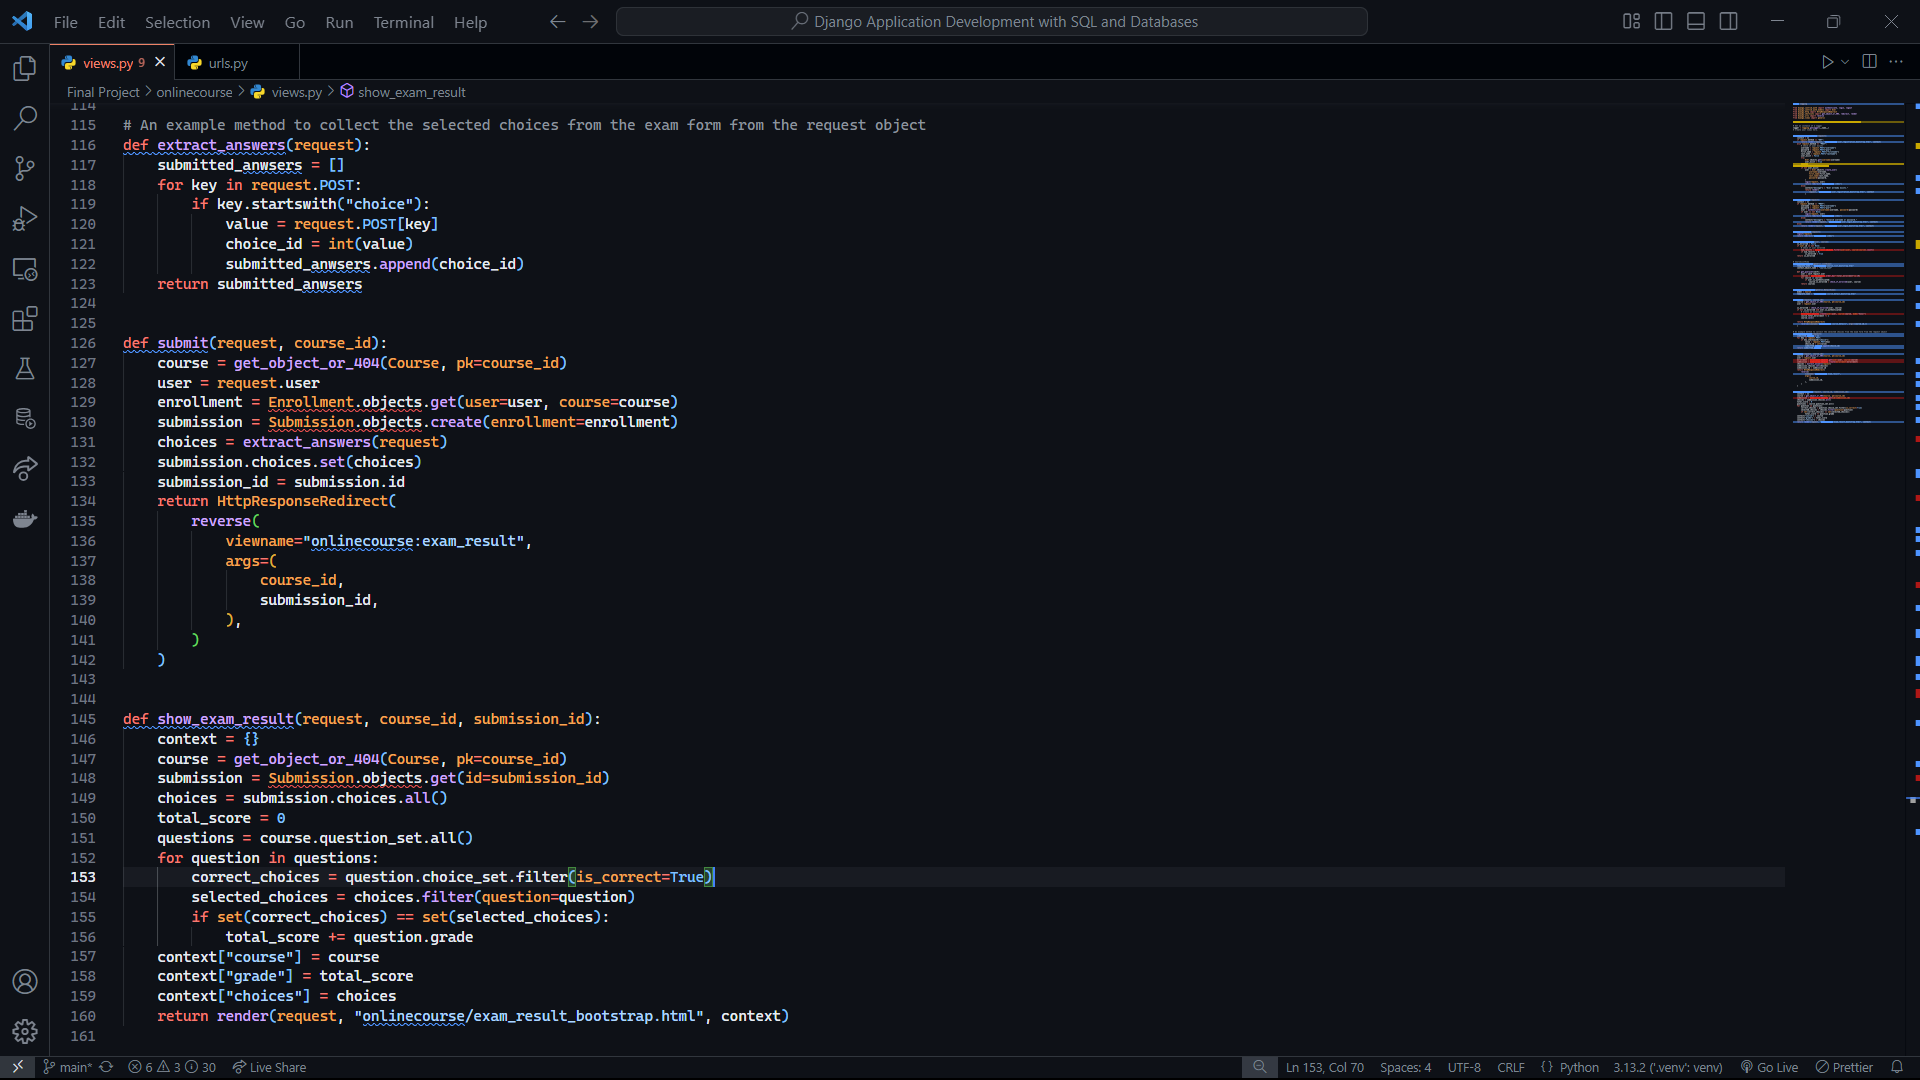 File Edit Selection View Go Run Terminal Help
Django Application Development with SQL and Databases
views.py 9
urls.py
Final Project > onlinecourse > views.py > show_exam_result
114
115 # An example method to collect the selected choices from the exam form from the request object
116 def extract_answers(request):
117     submitted_anwsers = []
118     for key in request.POST:
119         if key.startswith("choice"):
120             value = request.POST[key]
121             choice_id = int(value)
122             submitted_anwsers.append(choice_id)
123     return submitted_anwsers
124
125
126 def submit(request, course_id):
127     course = get_object_or_404(Course, pk=course_id)
128     user = request.user
129     enrollment = Enrollment.objects.get(user=user, course=course)
130     submission = Submission.objects.create(enrollment=enrollment)
131     choices = extract_answers(request)
132     submission.choices.set(choices)
133     submission_id = submission.id
134     return HttpResponseRedirect(
135         reverse(
136             viewname="onlinecourse:exam_result",
137             args=(
138                 course_id,
139                 submission_id,
140             ),
141         )
142     )
143
144
145 def show_exam_result(request, course_id, submission_id):
146     context = {}
147     course = get_object_or_404(Course, pk=course_id)
148     submission = Submission.objects.get(id=submission_id)
149     choices = submission.choices.all()
150     total_score = 0
151     questions = course.question_set.all()
152     for question in questions:
153         correct_choices = question.choice_set.filter(is_correct=True)
154         selected_choices = choices.filter(question=question)
155         if set(correct_choices) == set(selected_choices):
156             total_score += question.grade
157     context["course"] = course
158     context["grade"] = total_score
159     context["choices"] = choices
160     return render(request, "onlinecourse/exam_result_bootstrap.html", context)
161
main* 6 3 30 Live Share Ln 153, Col 70 Spaces: 4 UTF-8 CRLF {} Python 3.13.2 ('.venv': venv) Go Live Prettier